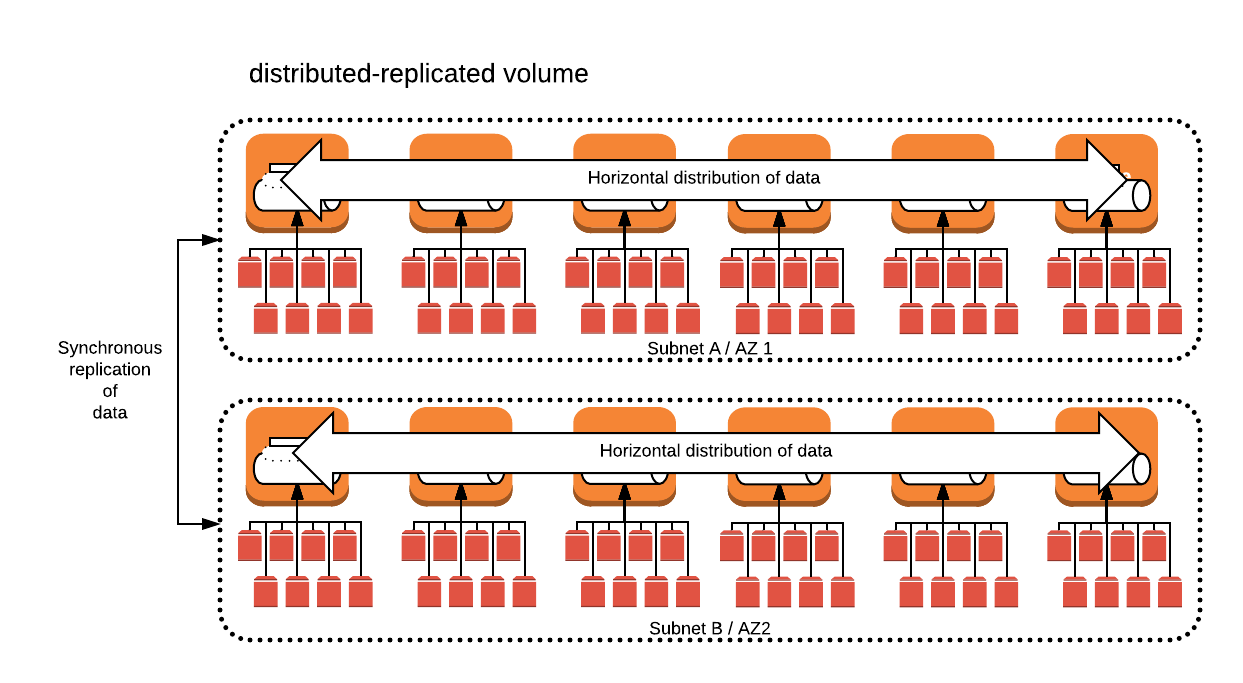 distributed-replicated volume
Horizontal distribution of data
Subnet A / AZ 1
Synchronous
replication
of
data
Horizontal distribution of data
Subnet B / AZ2